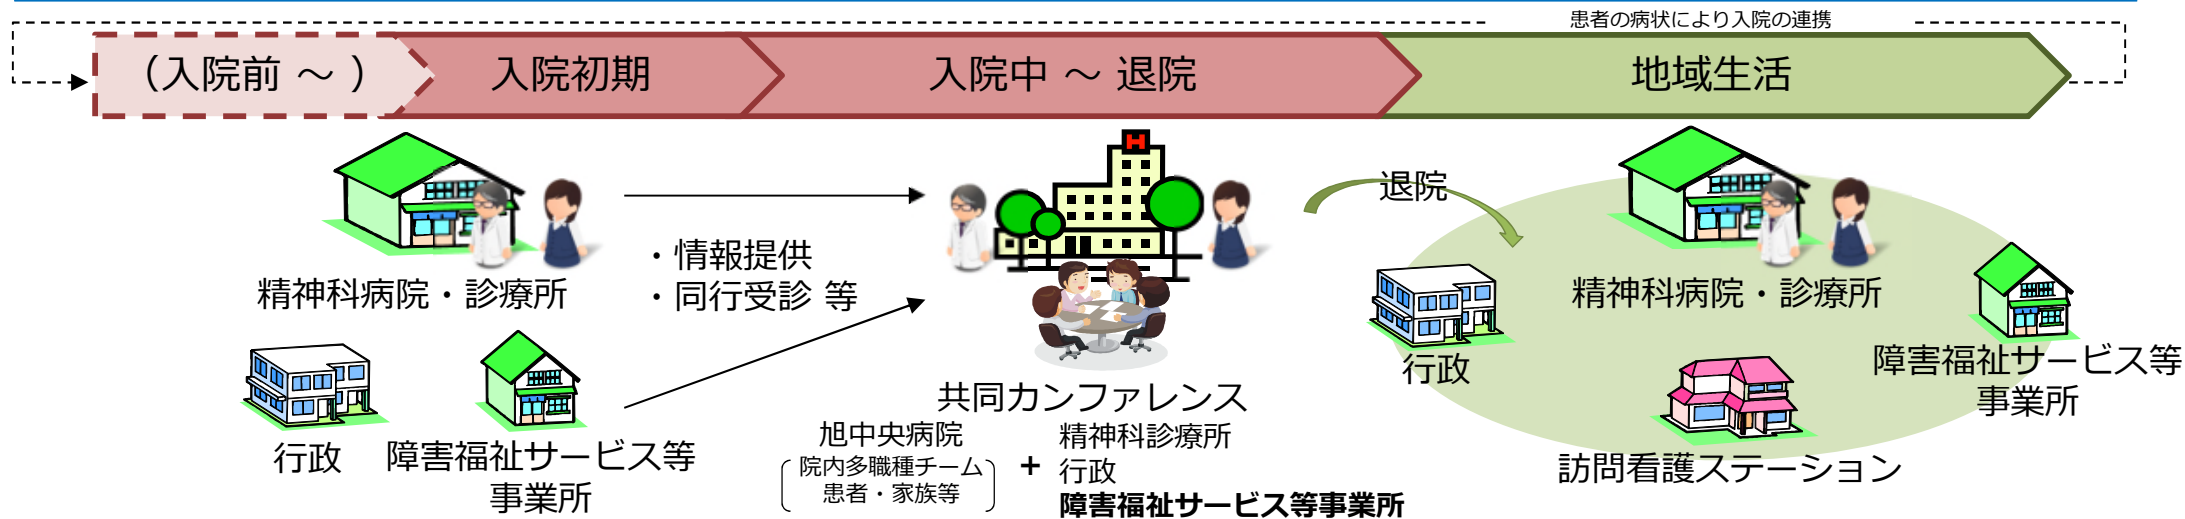 患者の病状により入院の連携
（入院前 ～ ）
入院初期
入院中 ～ 退院
地域生活
精神科病院・診療所
行政
障害福祉サービス等
事業所
・情報提供
・同行受診 等
H
共同カンファレンス
旭中央病院
院内多職種チーム
患者・家族等
+
精神科診療所
行政
障害福祉サービス等事業所
退院
精神科病院・診療所
行政
障害福祉サービス等
事業所
訪問看護ステーション